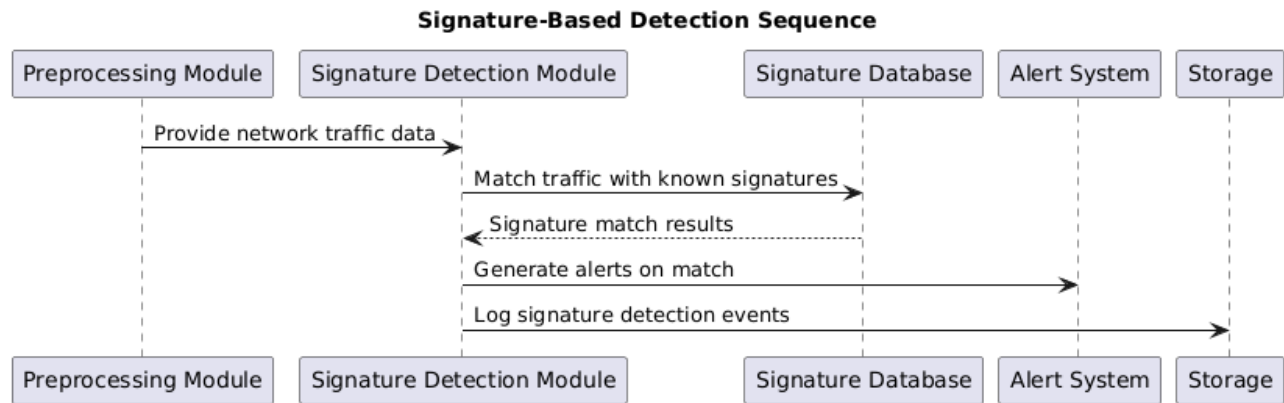 Signature-Based Detection Sequence
Preprocessing Module
Signature Detection Module
Signature Database
Alert System
Storage
Provide network traffic data
Match traffic with known signatures
Signature match results
Generate alerts on match
Log signature detection events
Preprocessing Module
Signature Detection Module
Signature Database
Alert System
Storage